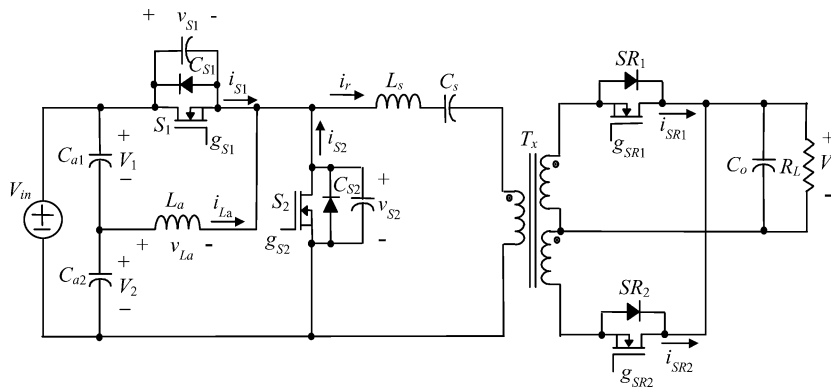 + v_S1 -
C_S1
i_S1
S_1
g_S1
i_r
L_s
C_s
SR_1
g_SR1
i_SR1
T_x
V_in
C_a1
+
V_1
-
L_a
i_La
+ v_La -
C_a2
+
V_2
-
i_S2
S_2
C_S2
g_S2
+
v_S2
-
C_o
R_L
+
V
-
SR_2
g_SR2
i_SR2